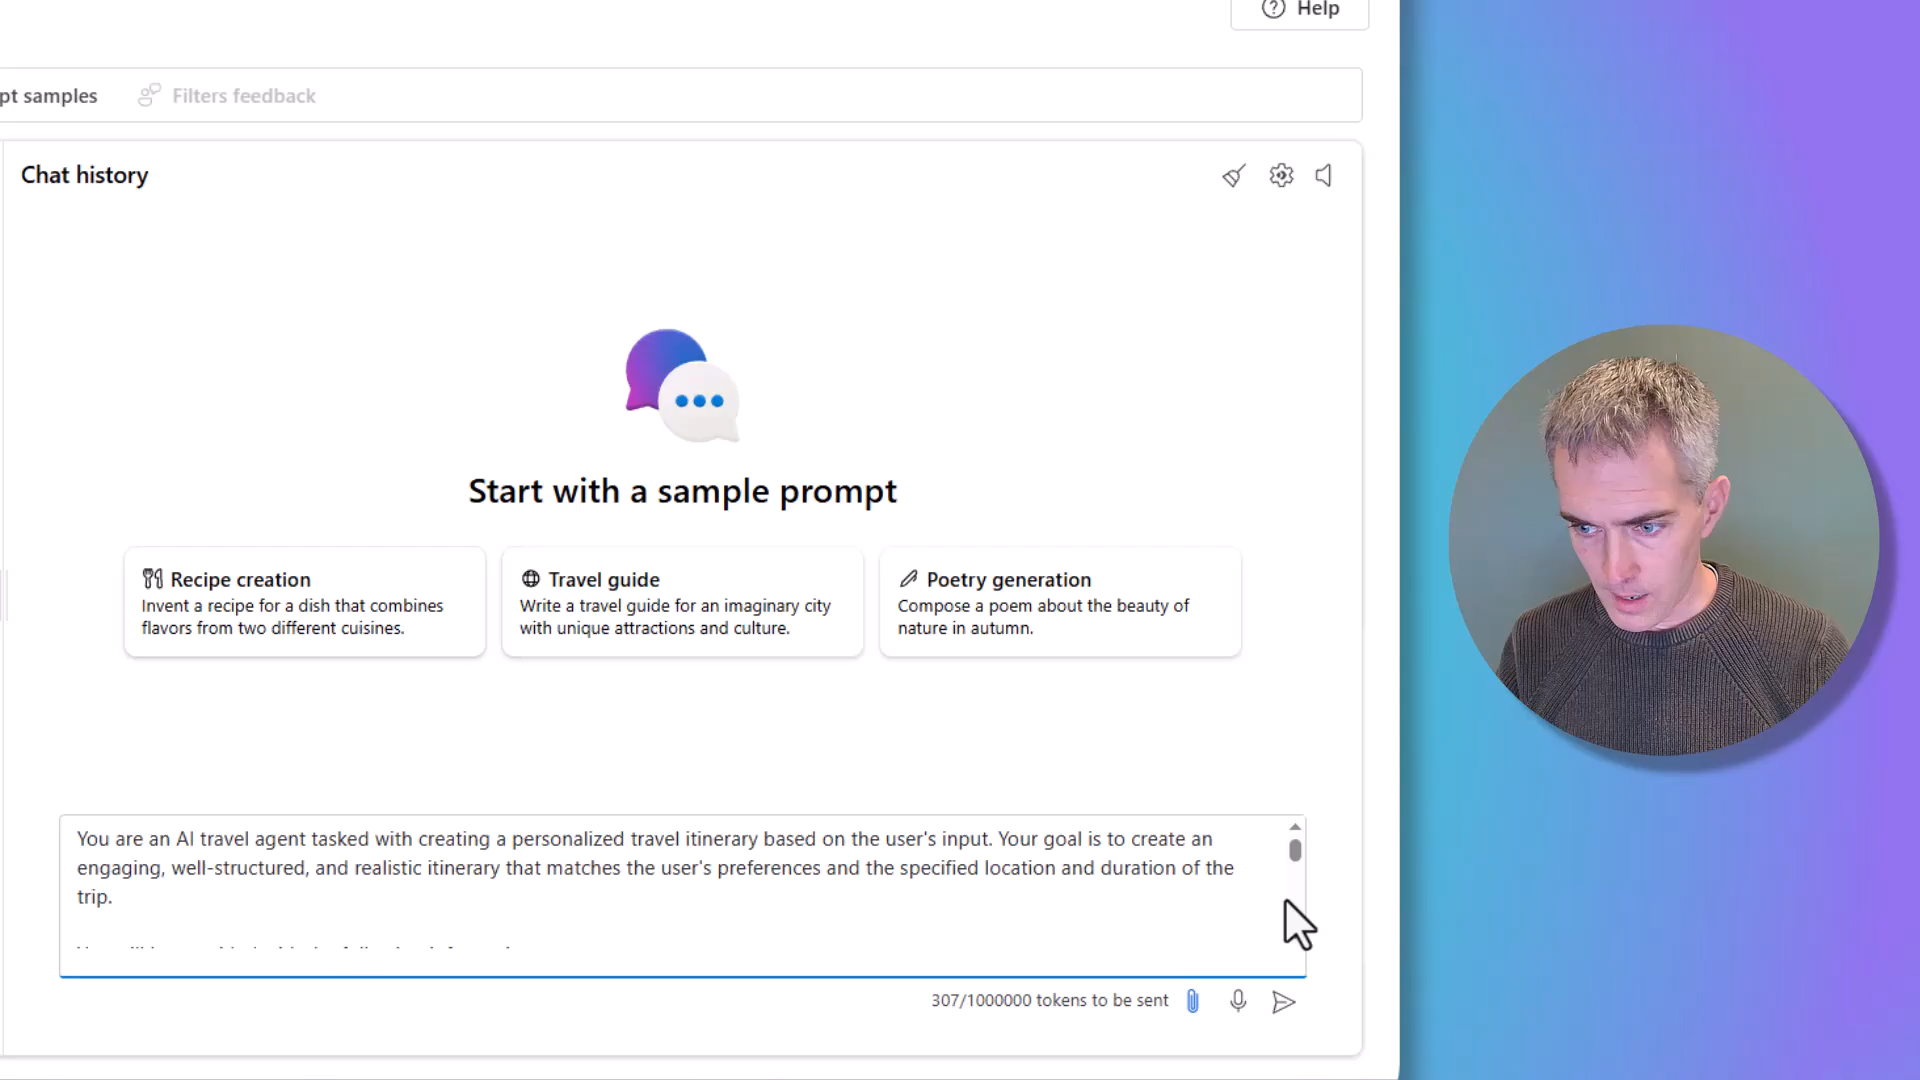 Help
pt samples
Filters feedback
Chat history
Start with a sample prompt
Recipe creation
Invent a recipe for a dish that combines
flavors from two different cuisines.
Travel guide
Write a travel guide for an imaginary city
with unique attractions and culture.
Poetry generation
Compose a poem about the beauty of
nature in autumn.
You are an AI travel agent tasked with creating a personalized travel itinerary based on the user's input. Your goal is to create an
engaging, well-structured, and realistic itinerary that matches the user's preferences and the specified location and duration of the
trip.
307/1000000 tokens to be sent